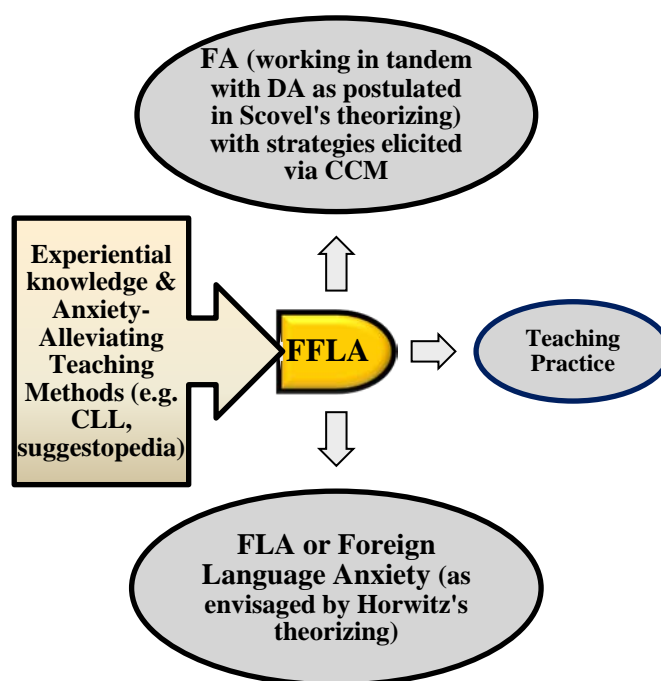 FA (working in tandem
with DA as postulated
in Scovel's theorizing)
with strategies elicited
via CCM
Experiential
knowledge &
Anxiety-
Alleviating
Teaching
Methods (e.g.
CLL,
suggestopedia)
FFLA
Teaching
Practice
FLA or Foreign
Language Anxiety (as
envisaged by Horwitz's
theorizing)